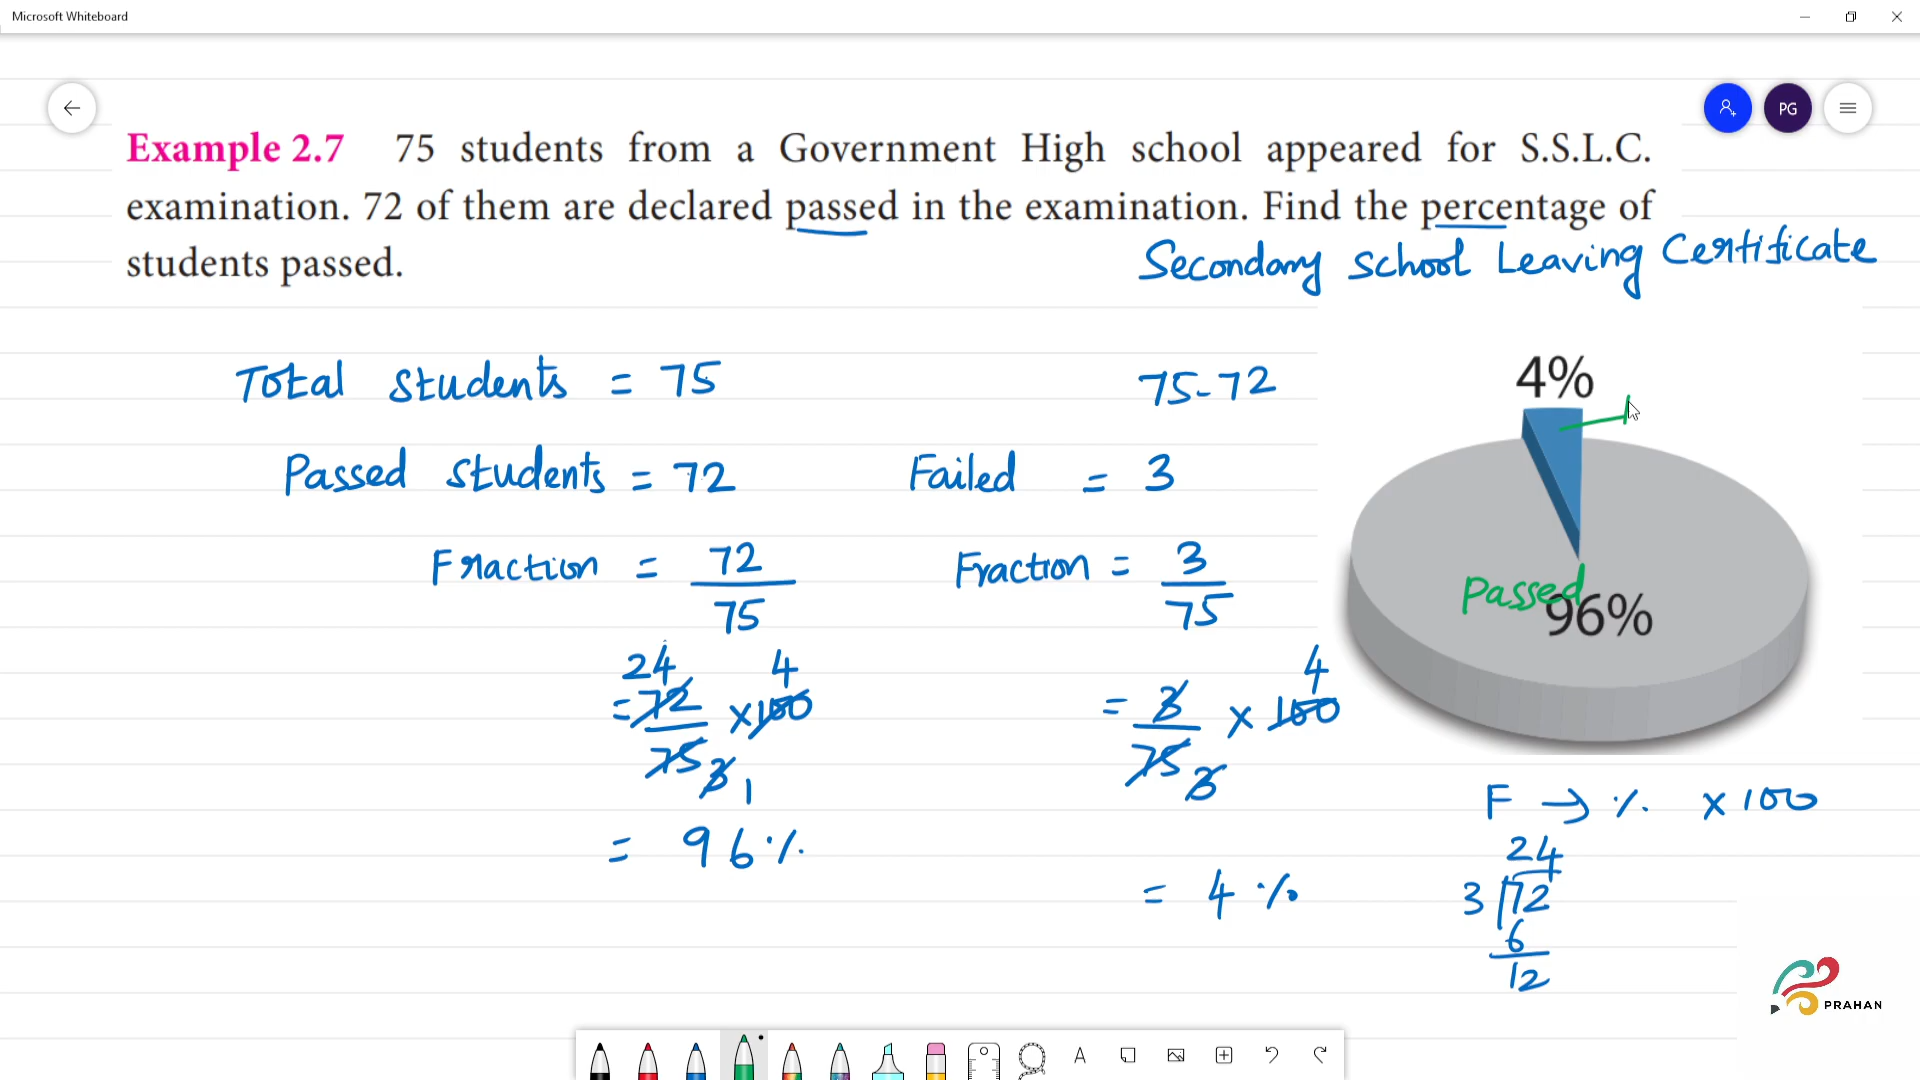 Microsoft Whiteboard
PG
Example 2.7 75 students from a Government High school appeared for S.S.L.C.
examination. 72 of them are declared passed in the examination. Find the percentage of
students passed.
Secondary school Leaving Certificate
Total students = 75
75-72
4%
Passed students = 72
Failed = 3
Fraction = 72/75
Fraction = 3/75
Passed
96%
24 4
= 72/75 x 100
3 1
4
= 3/75 x 100
3
F → % x 100
= 96%
= 4%
24
3 72
6
12
PRAHAN
A